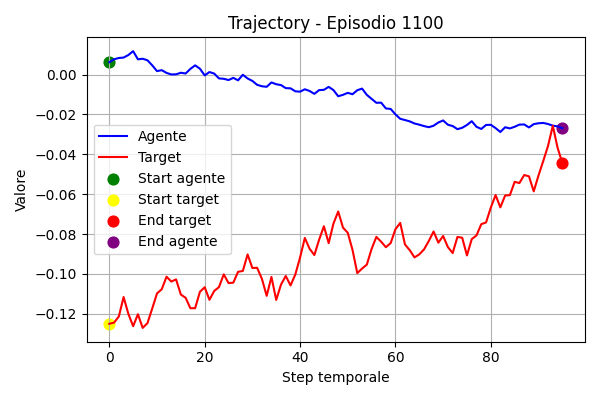 Trajectory - Episodio 1100
Valore
0.00
−0.02
−0.04
−0.06
−0.08
−0.10
−0.12
Agente
Target
Start agente
Start target
End target
End agente
0
20
40
60
80
Step temporale